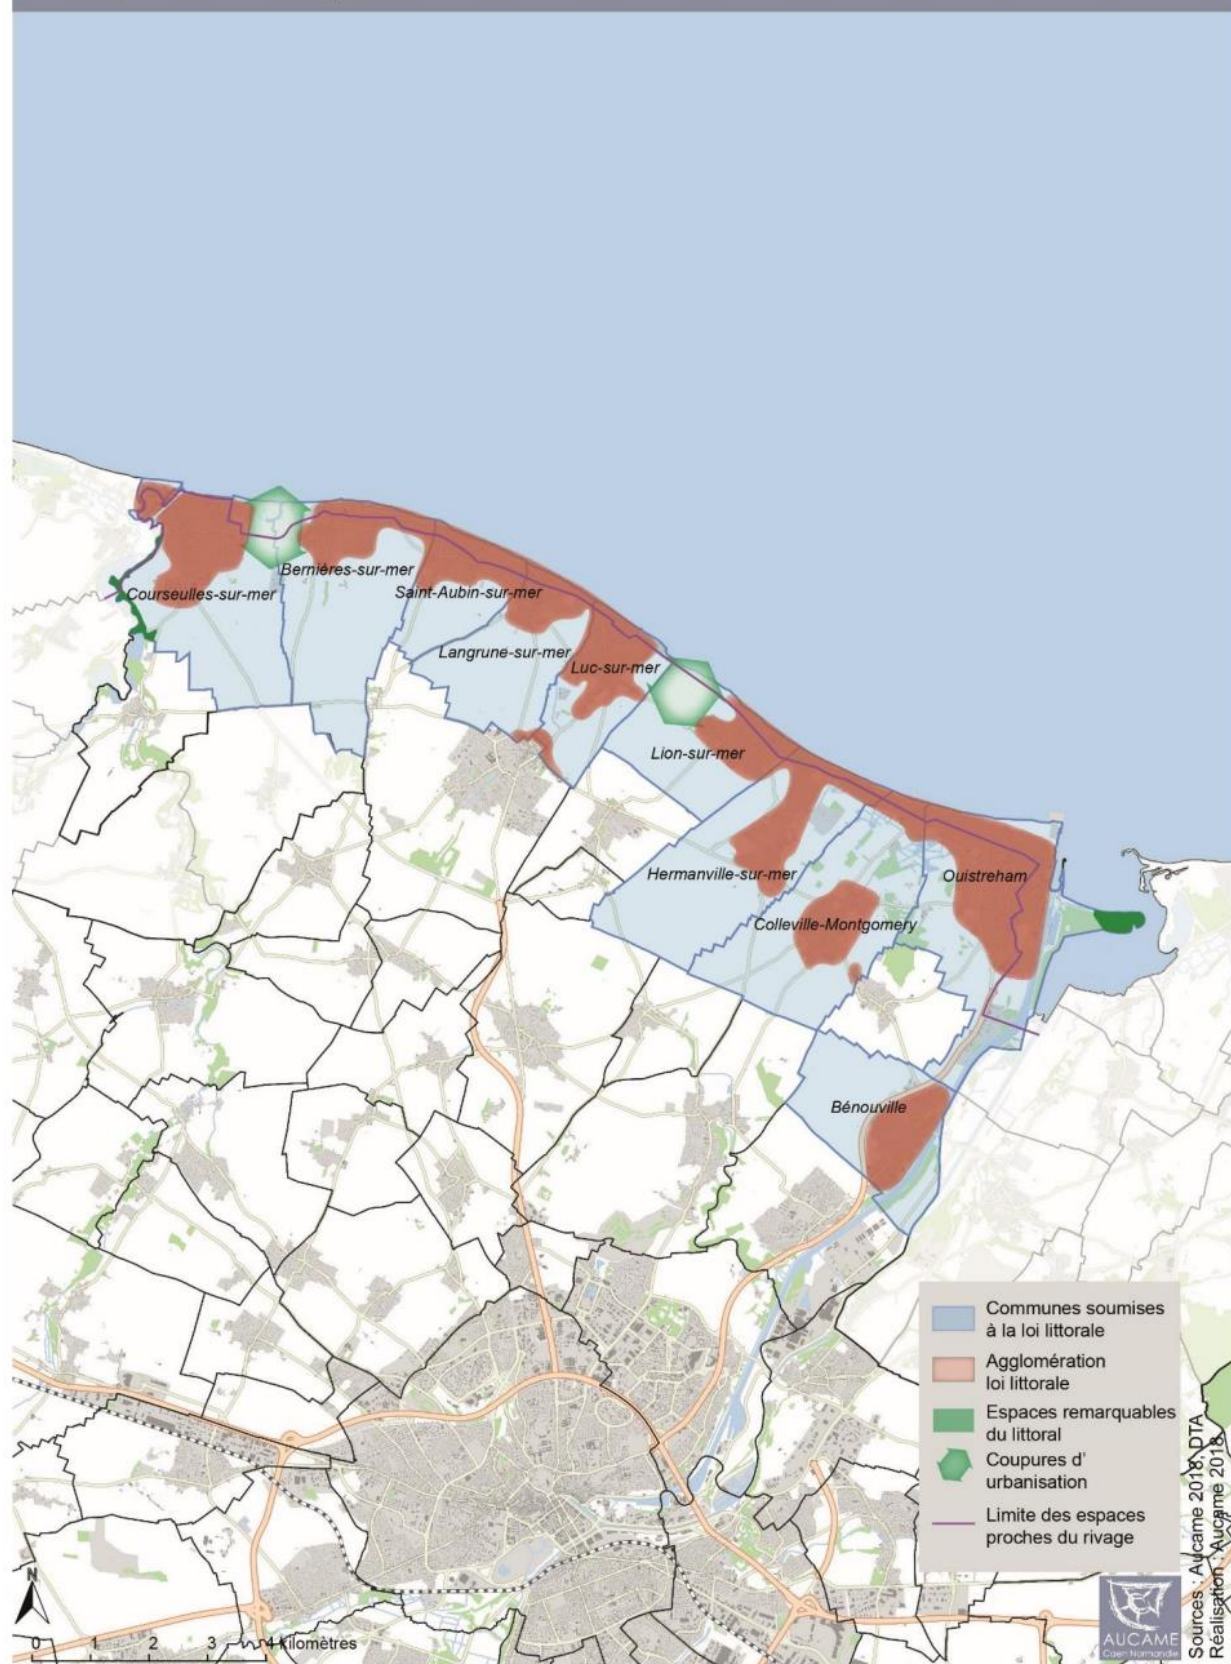 Courseulles-sur-mer
Bernières-sur-mer
Saint-Aubin-sur-mer
Langrune-sur-mer
Luc-sur-mer
Lion-sur-mer
Hermanville-sur-mer
Colleville-Montgomery
Ouistreham
Bénouville
Communes soumises
à la loi littorale
Agglomération
loi littorale
Espaces remarquables
du littoral
Coupures d'
urbanisation
Limite des espaces
proches du rivage
N
0 1 2 3 4 Kilomètres
AUCAME
Caen Normandie
Sources : Aucame 2018, DTA
Réalisation : Aucame 2018